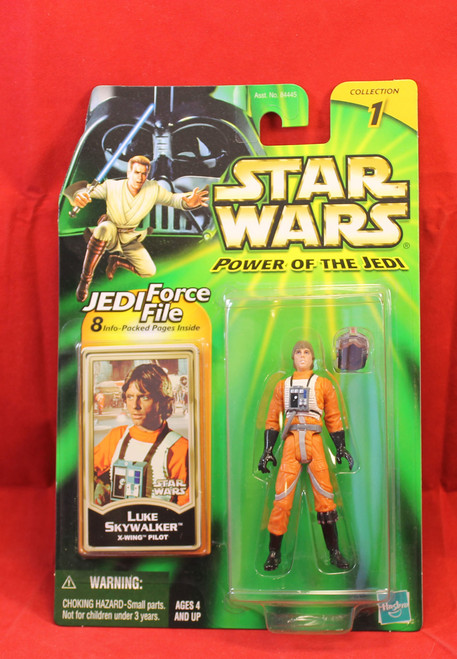 Asst. No. 84445
COLLECTION
1
STAR
WARS®
POWER OF THE JEDI
JEDI Force
File
8 Info-Packed Pages Inside
STAR
WARS
LUKE
SKYWALKER™
X-WING™ PILOT
WARNING:
CHOKING HAZARD-Small parts.
Not for children under 3 years.
AGES 4
AND UP
Hasbro